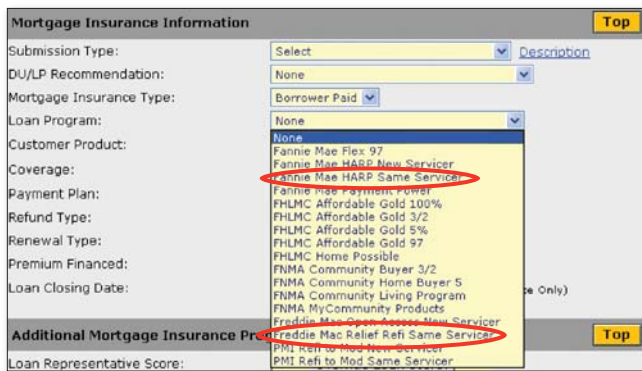 Mortgage Insurance Information Top
Submission Type: Select Description
DU/LP Recommendation: None
Mortgage Insurance Type: Borrower Paid
Loan Program: None
None
Customer Product:
Fannie Mae Flex 97
Fannie Mae HARP New Servicer
Coverage: Fannie Mae HARP Same Servicer
Fannie Mae Payment Power
Payment Plan:
FHLMC Affordable Gold 100%
FHLMC Affordable Gold 3/2
Refund Type:
FHLMC Affordable Gold 5%
Renewal Type: FHLMC Affordable Gold 97
FHLMC Home Possible
Premium Financed:
FNMA Community Buyer 3/2
FNMA Community Home Buyer 5
Loan Closing Date: FNMA Community Living Program Only)
FNMA MyCommunity Products
Freddie Mac Open Access New Servicer
Additional Mortgage Insurance Freddie Mac Relief Refi Same Servicer Top
PMI Refi to Mod New Servicer
Loan Representative Score: PMI Refi to Mod Same Servicer